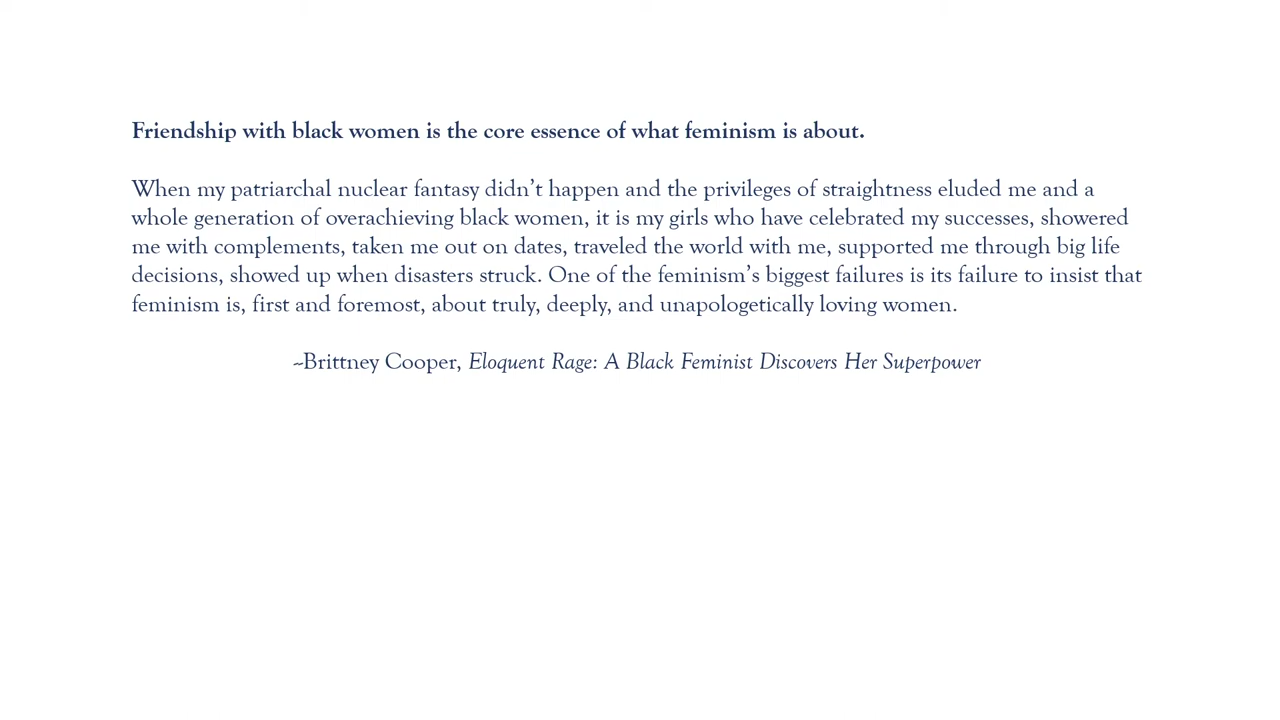 Friendship with black women is the core essence of what feminism is about.
When my patriarchal nuclear fantasy didn't happen and the privileges of straightness eluded me and a
whole generation of overachieving black women, it is my girls who have celebrated my successes, showered
me with complements, taken me out on dates, traveled the world with me, supported me through big life
decisions, showed up when disasters struck. One of the feminism's biggest failures is its failure to insist that
feminism is, first and foremost, about truly, deeply, and unapologetically loving women.
~Brittney Cooper, Eloquent Rage: A Black Feminist Discovers Her Superpower